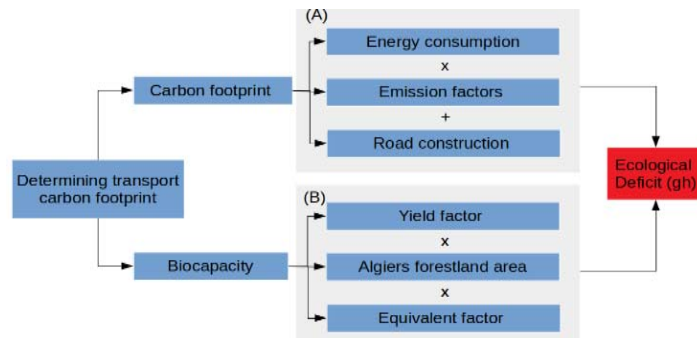 (A)
Energy consumption
x
Carbon footprint
Emission factors
+
Road construction
Determining transport
carbon footprint
Ecological
Deficit (gh)
(B)
Yield factor
x
Biocapacity
Algiers forestland area
x
Equivalent factor